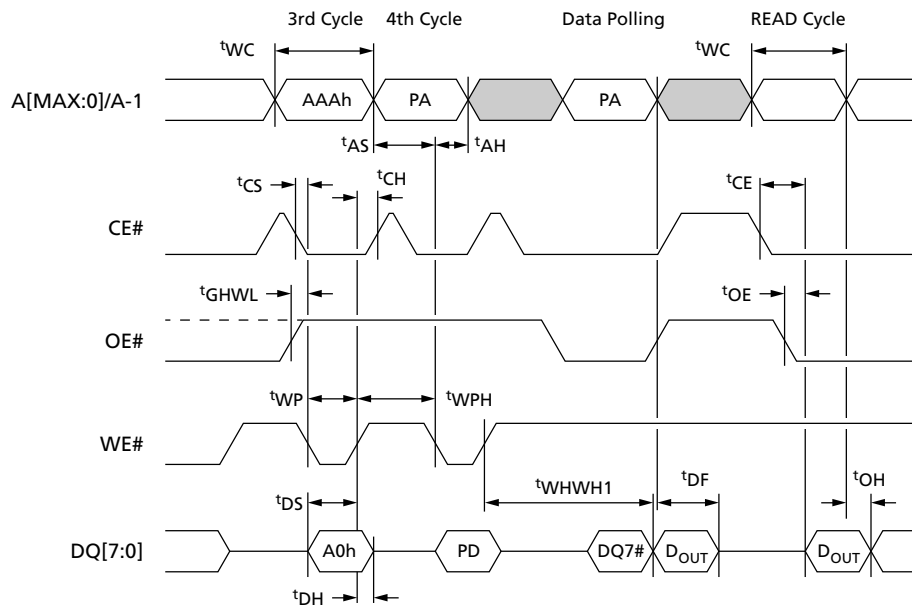 3rd Cycle 4th Cycle Data Polling READ Cycle
tWC tWC
A[MAX:0]/A-1 AAAh PA PA
tAS tAH
tCS tCH tCE
CE#
tGHWL tOE
OE#
tWP tWPH
WE#
tWHWH1 tDF tOH
tDS
DQ[7:0] A0h PD DQ7# DOUT DOUT
tDH